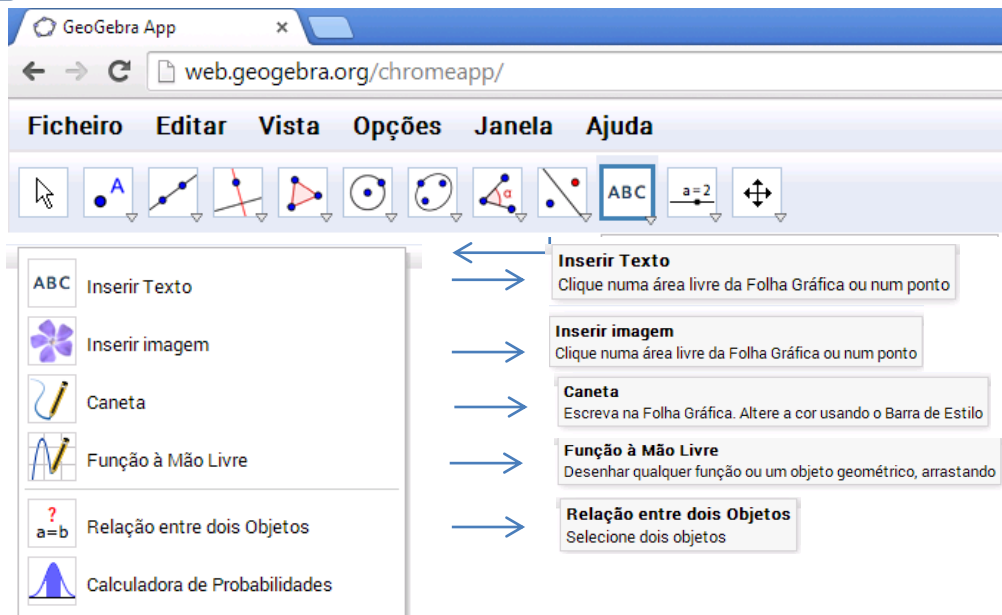 GeoGebra App
web.geogebra.org/chromeapp/
Ficheiro Editar Vista Opções Janela Ajuda
A
α
ABC
a=2
ABC Inserir Texto
Inserir imagem
Caneta
Função à Mão Livre
?
a=b Relação entre dois Objetos
Calculadora de Probabilidades
Inserir Texto
Clique numa área livre da Folha Gráfica ou num ponto
Inserir imagem
Clique numa área livre da Folha Gráfica ou num ponto
Caneta
Escreva na Folha Gráfica. Altere a cor usando o Barra de Estilo
Função à Mão Livre
Desenhar qualquer função ou um objeto geométrico, arrastando
Relação entre dois Objetos
Selecione dois objetos